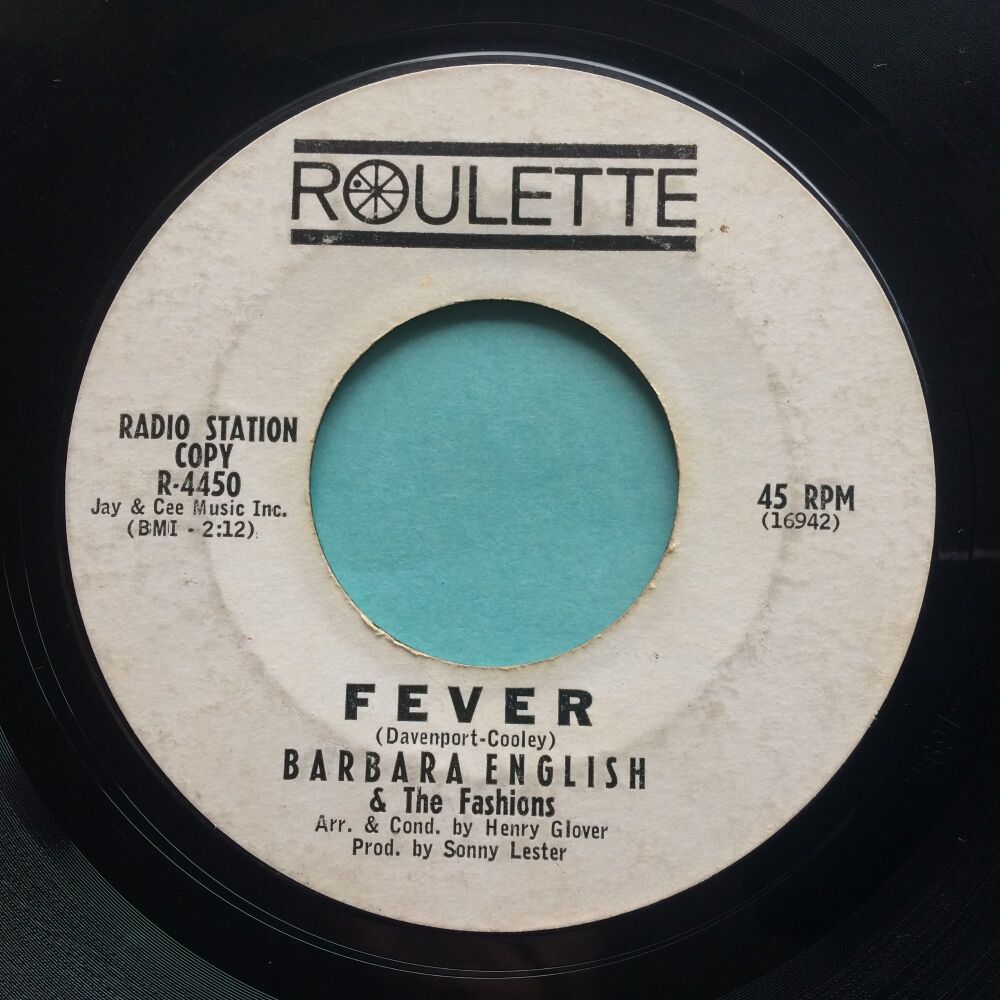 ROULETTE
RADIO STATION
COPY
R-4450
Jay & Cee Music Inc.
(BMI - 2:12)
45 RPM
(16942)
FEVER
(Davenport-Cooley)
BARBARA ENGLISH
& The Fashions
Arr. & Cond. by Henry Glover
Prod. by Sonny Lester